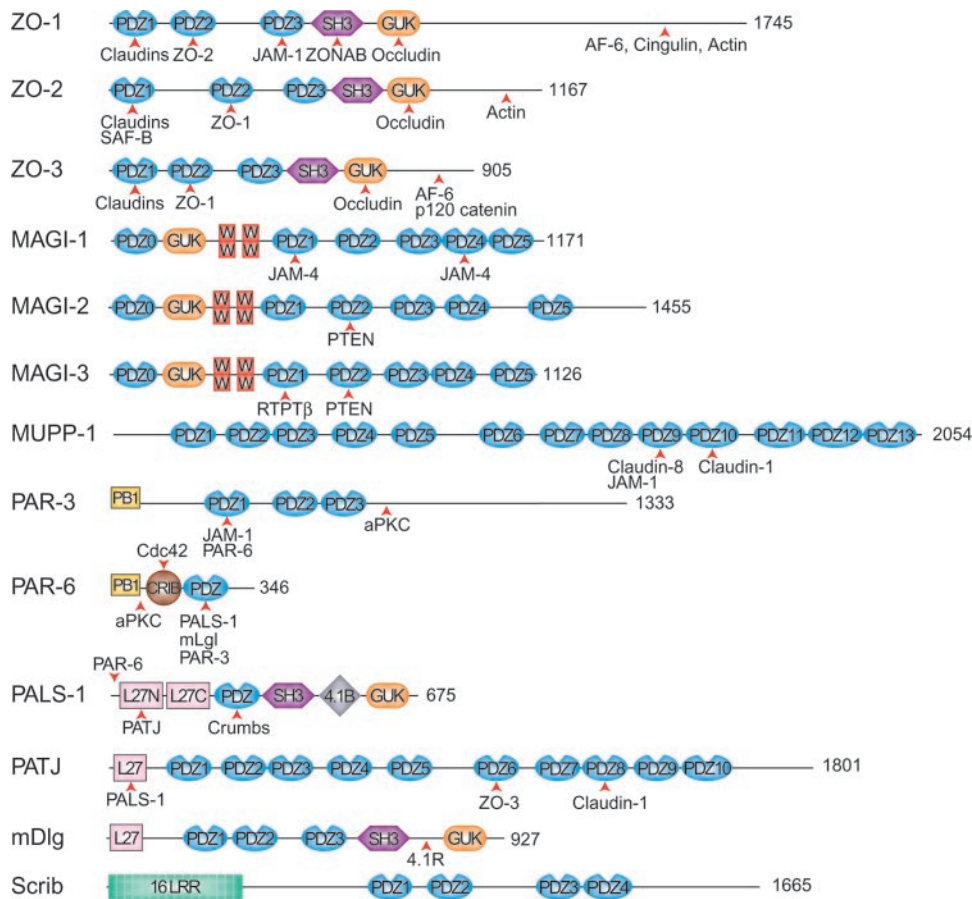 ZO-1 PDZ1 PDZ2 PDZ3 SH3 GUK 1745
Claudins ZO-2 JAM-1 ZONAB Occludin AF-6, Cingulin, Actin
ZO-2 PDZ1 PDZ2 PDZ3 SH3 GUK 1167
Claudins ZO-1 Occludin Actin
SAF-B
ZO-3 PDZ1 PDZ2 PDZ3 SH3 GUK 905
Claudins ZO-1 Occludin AF-6
p120 catenin
MAGI-1 PDZ0 GUK W W W W PDZ1 PDZ2 PDZ3 PDZ4 PDZ5 1171
JAM-4 JAM-4
MAGI-2 PDZ0 GUK W W W W PDZ1 PDZ2 PDZ3 PDZ4 PDZ5 1455
PTEN
MAGI-3 PDZ0 GUK W W W W PDZ1 PDZ2 PDZ3 PDZ4 PDZ5 1126
RTPTβ PTEN
MUPP-1 PDZ1 PDZ2 PDZ3 PDZ4 PDZ5 PDZ6 PDZ7 PDZ8 PDZ9 PDZ10 PDZ11 PDZ12 PDZ13 2054
Claudin-8 Claudin-1
JAM-1
PAR-3 PB1 PDZ1 PDZ2 PDZ3 1333
JAM-1 aPKC
PAR-6
Cdc42
PAR-6 PB1 CRIB PDZ 346
aPKC PALS-1
mLgl
PAR-3
PAR-6
PALS-1 L27N L27C PDZ SH3 4.1B GUK 675
PATJ Crumbs
PATJ L27 PDZ1 PDZ2 PDZ3 PDZ4 PDZ5 PDZ6 PDZ7 PDZ8 PDZ9 PDZ10 1801
PALS-1 ZO-3 Claudin-1
mDlg L27 PDZ1 PDZ2 PDZ3 SH3 GUK 927
4.1R
Scrib 16 LRR PDZ1 PDZ2 PDZ3 PDZ4 1665